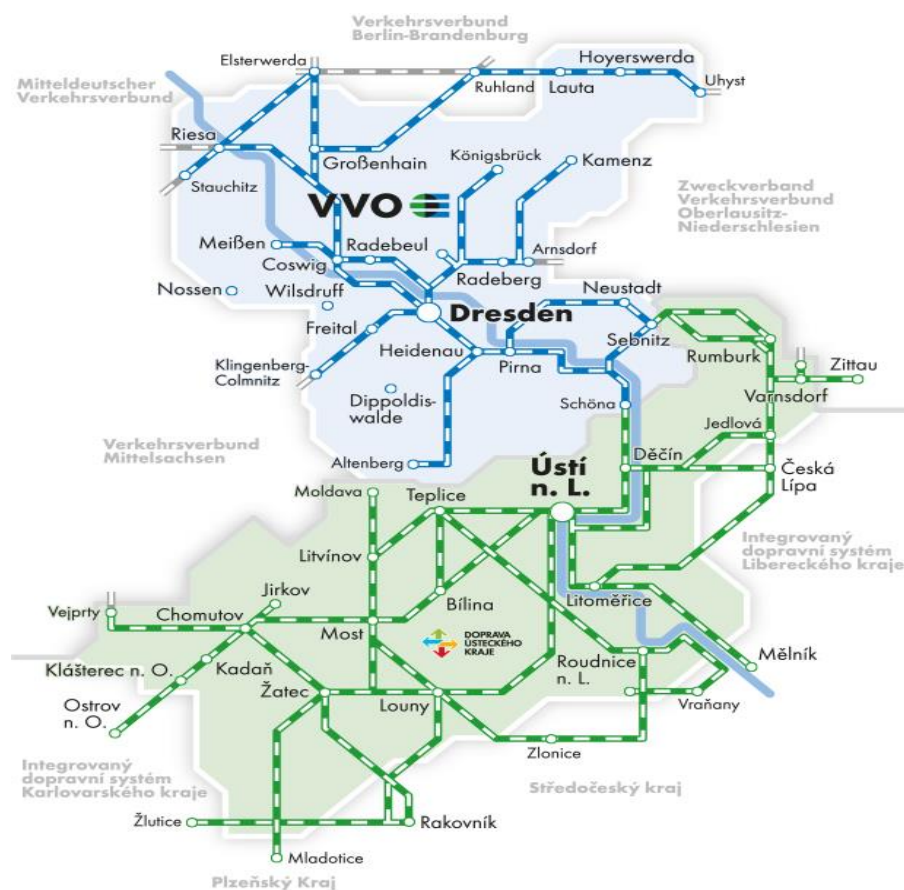 Verkehrsverbund
Berlin-Brandenburg
Elsterwerda
Hoyerswerda
Mitteldeutscher
Verkehrsverbund
Ruhland
Lauta
Uhyst
Riesa
Großenhain
Königsbrück
Kamenz
Stauchitz
Zweckverband
Verkehrsverbund
Oberlausitz-
Niederschlesien
VVO
Meißen
Radebeul
Arnsdorf
Coswig
Radeberg
Nossen
Wilsdruff
Neustadt
Dresden
Freital
Sebnitz
Heidenau
Pirna
Rumburk
Klingenberg-
Colmnitz
Zittau
Varnsdorf
Dippoldis-
walde
Schöna
Jedlová
Verkehrsverbund
Mittelsachsen
Altenberg
Ústí
n. L.
Děčín
Česká
Lípa
Moldava
Teplice
Integrovaný
dopravní systém
Libereckého kraje
Litvínov
Jirkov
Bílina
Litoměřice
Vejprty
Chomutov
Most
DOPRAVA
ÚSTECKÉHO
KRAJE
Mělník
Klášterec n. O.
Kadaň
Roudnice
n. L.
Žatec
Louny
Vraňany
Ostrov
n. O.
Zlonice
Integrovaný
dopravní systém
Karlovarského kraje
Středočeský kraj
Žlutice
Rakovník
Mladotice
Plzeňský Kraj